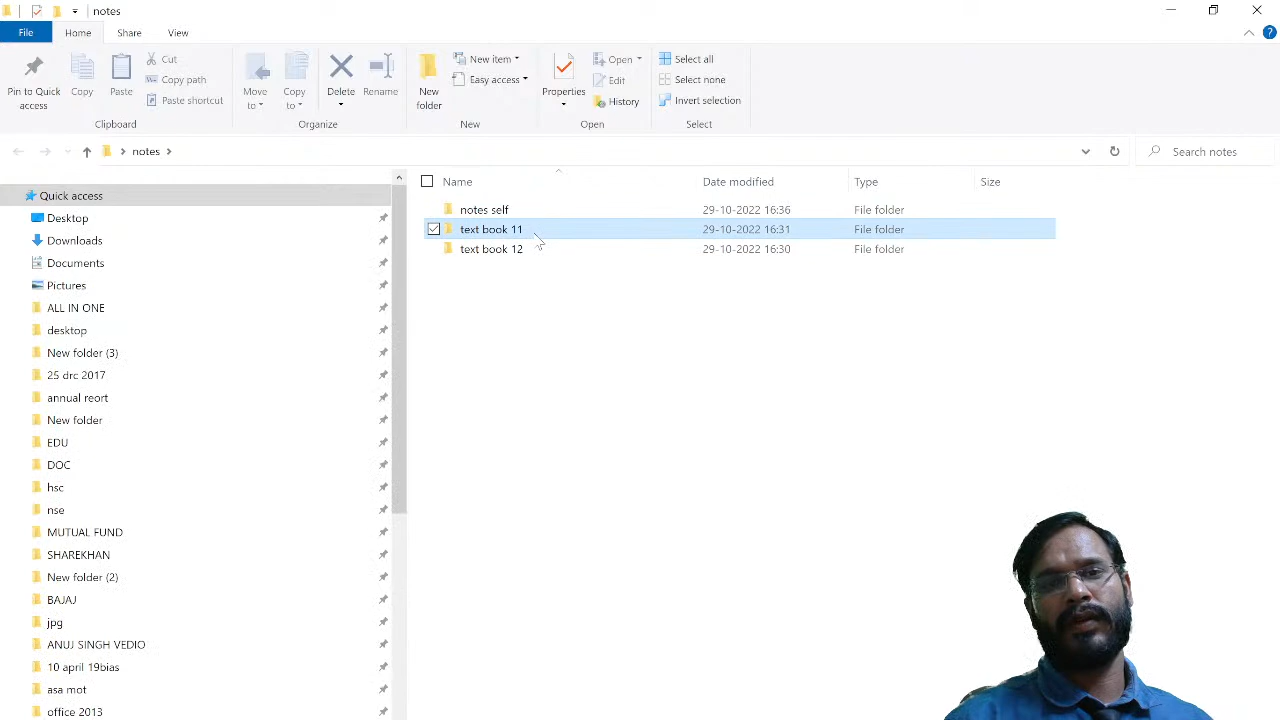 notes
File Home Share View
Pin to Quick access
Copy
Paste
Cut
Copy path
Paste shortcut
Clipboard
Move to
Copy to
Delete
Rename
Organize
New folder
New item
Easy access
New
Properties
Open
Edit
History
Open
Select all
Select none
Invert selection
Select
notes
Search notes
Quick access
Desktop
Downloads
Documents
Pictures
ALL IN ONE
desktop
New folder (3)
25 drc 2017
annual reort
New folder
EDU
DOC
hsc
nse
MUTUAL FUND
SHAREKHAN
New folder (2)
BAJAJ
jpg
ANUJ SINGH VEDIO
10 april 19bias
asa mot
office 2013
Name Date modified Type Size
notes self 29-10-2022 16:36 File folder
text book 11 29-10-2022 16:31 File folder
text book 12 29-10-2022 16:30 File folder